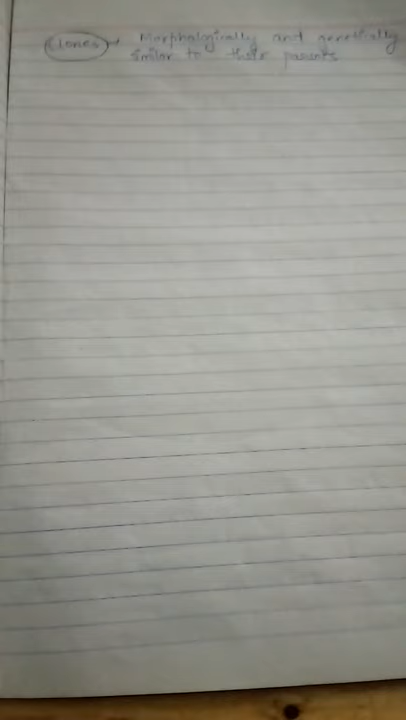 Clones → Morphologically and genetically
similar to their parents